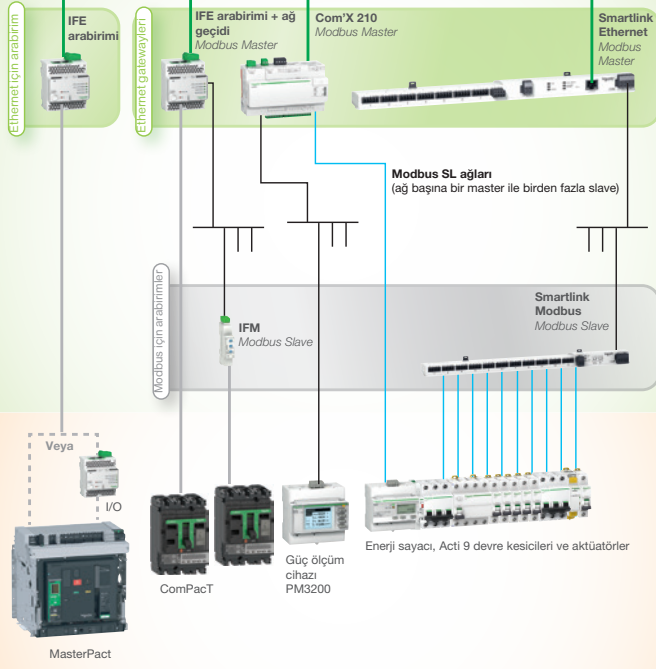 Ethernet için arabirim
IFE
arabirimi
Ethernet gatewayleri
IFE arabirimi + ağ
geçidi
Modbus Master
Com'X 210
Modbus Master
Smartlink
Ethernet
Modbus
Master
Modbus SL ağları
(ağ başına bir master ile birden fazla slave)
Modbus için arabirimler
IFM
Modbus Slave
Smartlink
Modbus
Modbus Slave
Veya
I/O
MasterPact
ComPacT
Güç ölçüm
cihazı
PM3200
Enerji sayacı, Acti 9 devre kesicileri ve aktüatörler